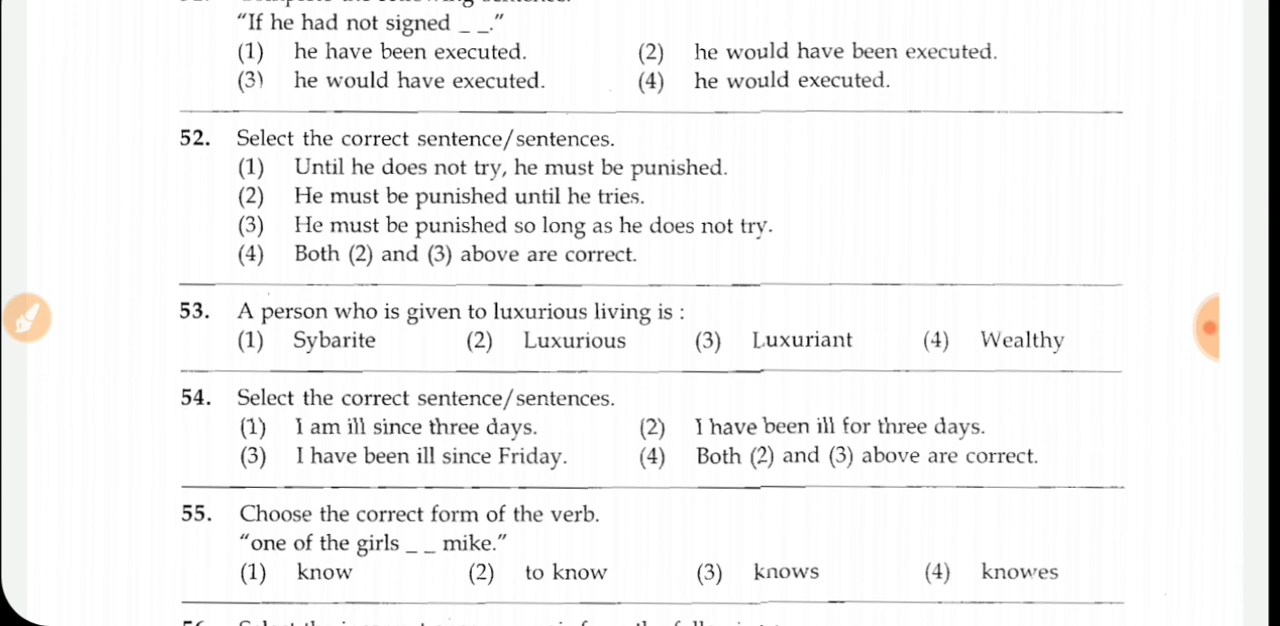 "If he had not signed _ _."
(1) he have been executed. (2) he would have been executed.
(3) he would have executed. (4) he would executed.
52. Select the correct sentence/sentences.
(1) Until he does not try, he must be punished.
(2) He must be punished until he tries.
(3) He must be punished so long as he does not try.
(4) Both (2) and (3) above are correct.
53. A person who is given to luxurious living is :
(1) Sybarite (2) Luxurious (3) Luxuriant (4) Wealthy
54. Select the correct sentence/sentences.
(1) I am ill since three days. (2) I have been ill for three days.
(3) I have been ill since Friday. (4) Both (2) and (3) above are correct.
55. Choose the correct form of the verb.
"one of the girls _ _ mike."
(1) know (2) to know (3) knows (4) knowes